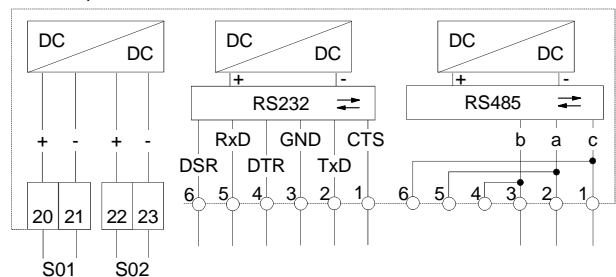 DC DC DC DC DC DC
+ - + -
RS232 RS485
+ - + - RxD GND CTS b a c
DSR DTR TxD
20 21 22 23 6 5 4 3 2 1 6 5 4 3 2 1
S01 S02